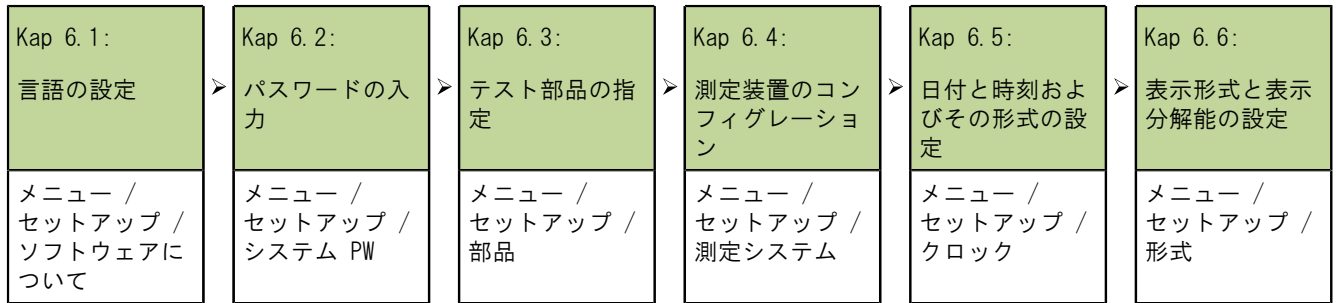 Kap 6.1:
言語の設定
メニュー /
セットアップ /
ソフトウェアに
ついて
➢
Kap 6.2:
パスワードの入
力
メニュー /
セットアップ /
システム PW
➢
Kap 6.3:
テスト部品の指
定
メニュー /
セットアップ /
部品
➢
Kap 6.4:
測定装置のコン
フィグレーショ
ン
メニュー /
セットアップ /
測定システム
➢
Kap 6.5:
日付と時刻およ
びその形式の設
定
メニュー /
セットアップ /
クロック
➢
Kap 6.6:
表示形式と表示
分解能の設定
メニュー /
セットアップ /
形式